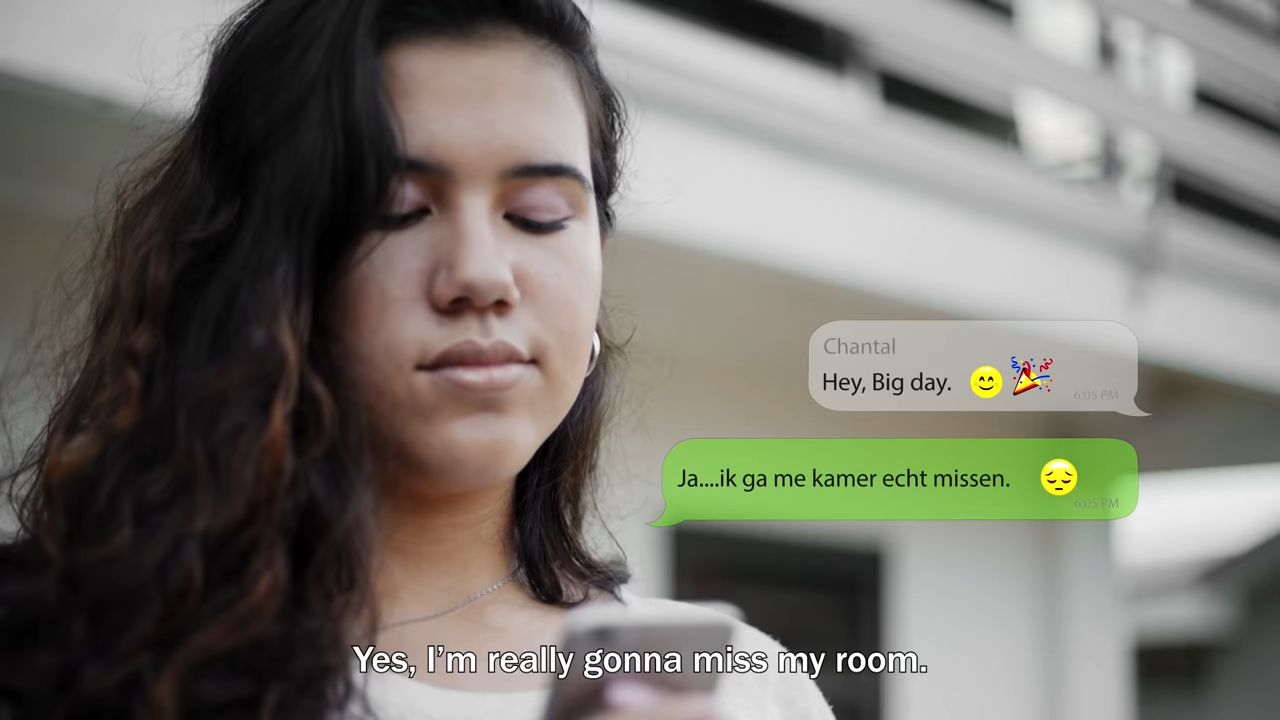 Chantal
Hey, Big day. 😊 🎉
6:05 PM
Ja....ik ga me kamer echt missen. 😔
6:05 PM
Yes, I'm really gonna miss my room.